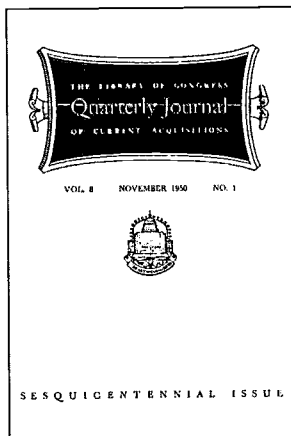 THE LIBRARY OF CONGRESS
Quarterly Journal
OF CURRENT ACQUISITIONS
VOL. 8 NOVEMBER 1950 NO. 1
SESQUICENTENNIAL ISSUE